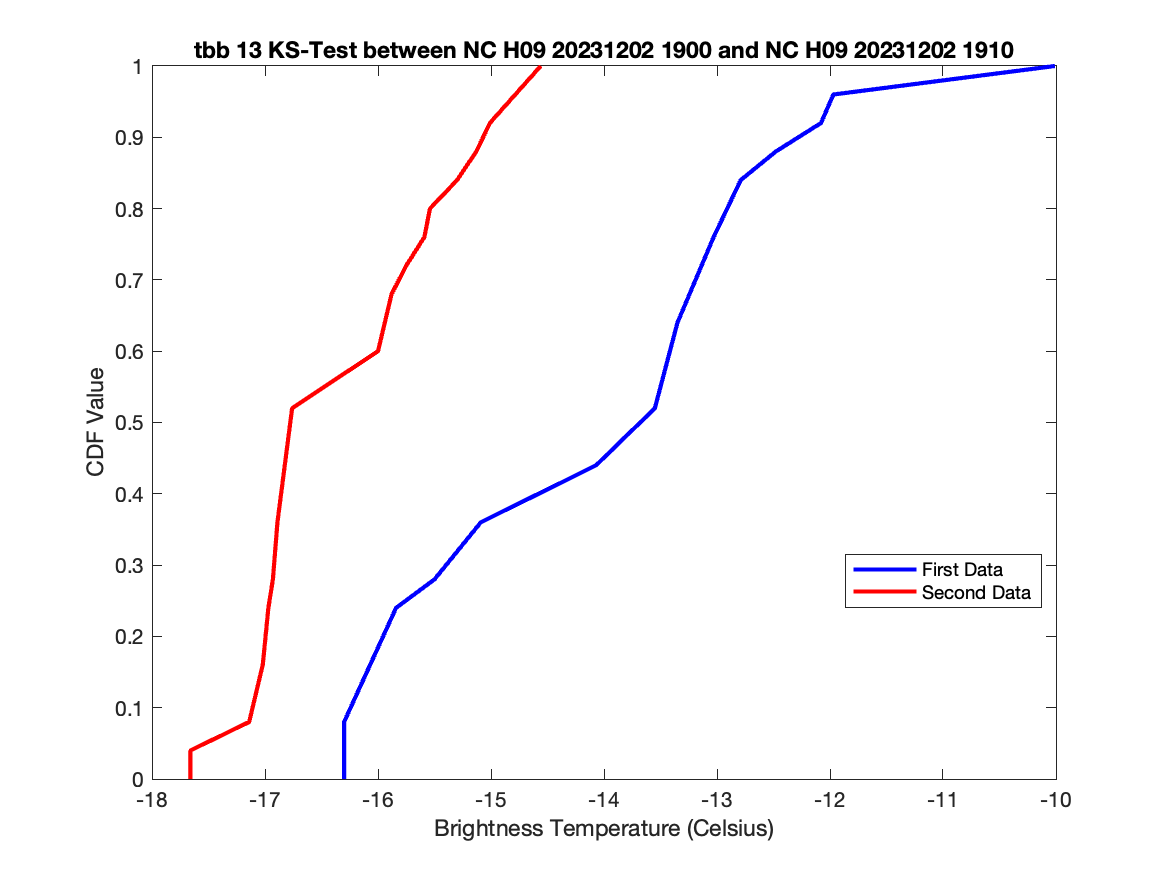 tbb 13 KS-Test between NC H09 20231202 1900 and NC H09 20231202 1910
1
0.9
0.8
0.7
0.6
0.5
0.4
0.3
0.2
0.1
0
CDF Value
First Data
Second Data
-18 -17 -16 -15 -14 -13 -12 -11 -10
Brightness Temperature (Celsius)